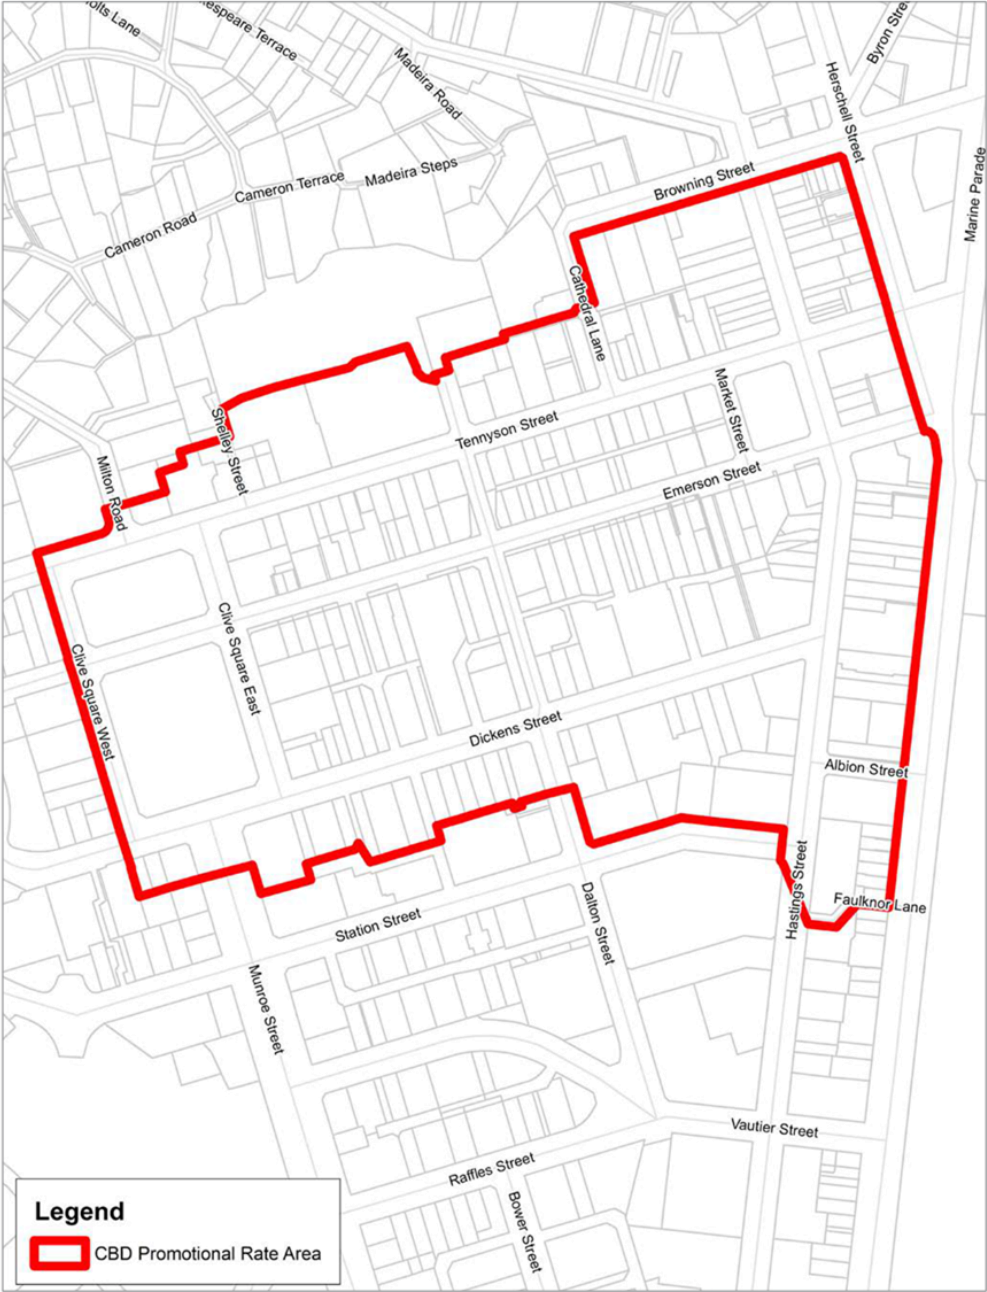 Byron Stre
Madeira Road
Herschell Street
Madeira Steps
Cameron Terrace
Browning Street
Marine Parade
Cameron Road
Cathedral Lane
Market Street
Tennyson Street
Shelley Street
Emerson Street
Milton Road
Clive Square East
Clive Square West
Dickens Street
Albion Street
Hastings Street
Faulknor Lane
Dalton Street
Station Street
Munroe Street
Vautier Street
Raffles Street
Bower Street
Legend
CBD Promotional Rate Area